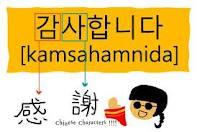 감사합니다
[kamsahamnida]
感 謝
Chinese Characters !!!!